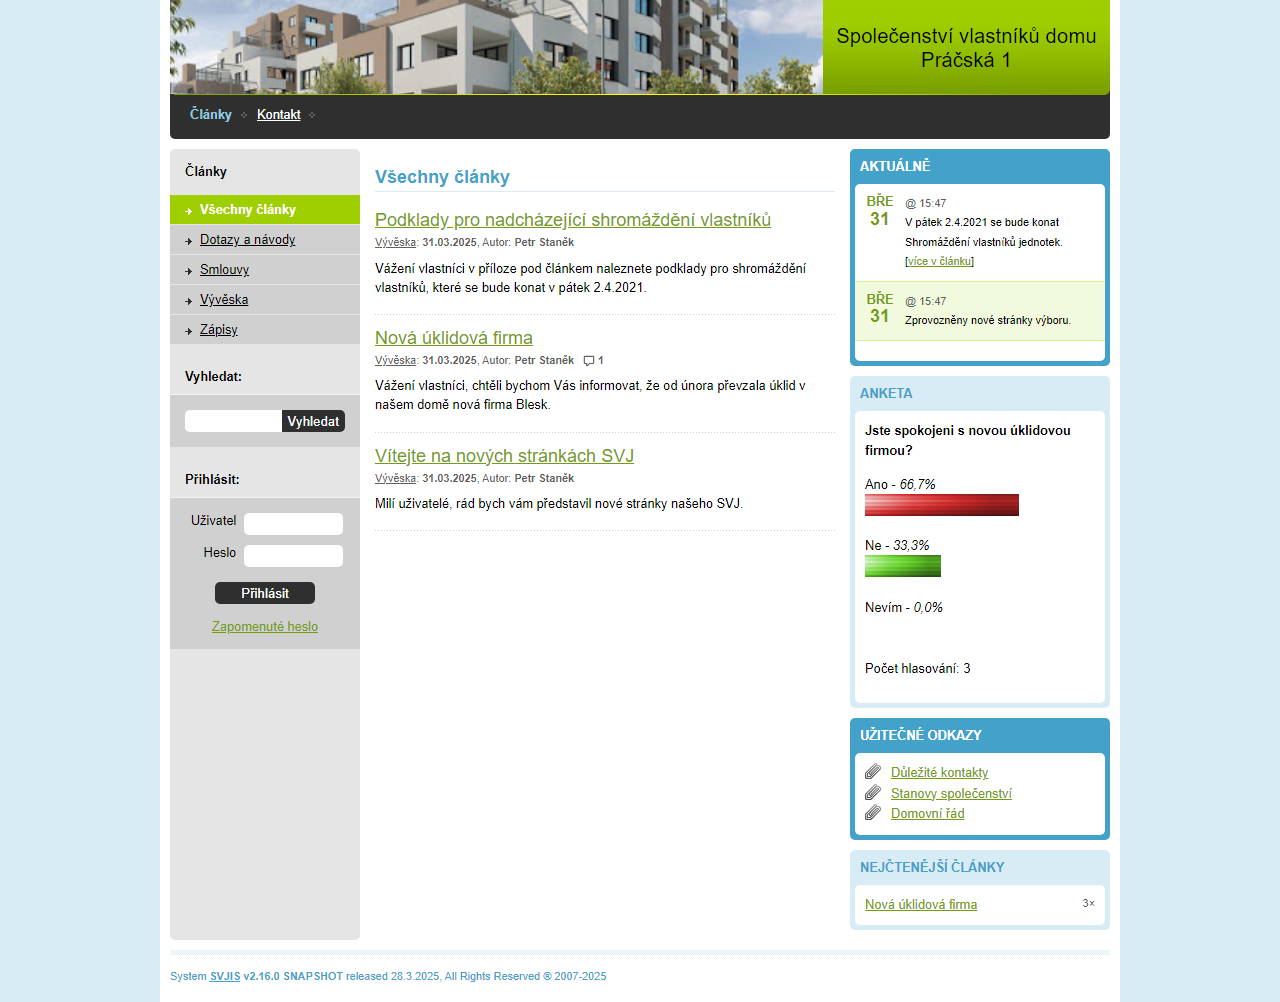 Společenství vlastníků domu
Práčská 1
Články
Kontakt
Články
Všechny články
Dotazy a návody
Smlouvy
Vývěska
Zápisy
Vyhledat:
Vyhledat
Přihlásit:
Uživatel
Heslo
Přihlásit
Zapomenuté heslo
Všechny články
Podklady pro nadcházející shromáždění vlastníků
Vývěska: 31.03.2025, Autor: Petr Staněk
Vážení vlastníci v příloze pod článkem naleznete podklady pro shromáždění
vlastníků, které se bude konat v pátek 2.4.2021.
Nová úklidová firma
Vývěska: 31.03.2025, Autor: Petr Staněk 1
Vážení vlastníci, chtěli bychom Vás informovat, že od února převzala úklid v
našem domě nová firma Blesk.
Vítejte na nových stránkách SVJ
Vývěska: 31.03.2025, Autor: Petr Staněk
Milí uživatelé, rád bych vám představil nové stránky našeho SVJ.
AKTUÁLNĚ
BŘE
31
@ 15:47
V pátek 2.4.2021 se bude konat
Shromáždění vlastníků jednotek.
[více v článku]
BŘE
31
@ 15:47
Zprovozněny nové stránky výboru.
ANKETA
Jste spokojeni s novou úklidovou
firmou?
Ano - 66,7%
Ne - 33,3%
Nevím - 0,0%
Počet hlasování: 3
UŽITEČNÉ ODKAZY
Důležité kontakty
Stanovy společenství
Domovní řád
NEJČTENĚJŠÍ ČLÁNKY
Nová úklidová firma 3×
System SVJIS v2.16.0 SNAPSHOT released 28.3.2025, All Rights Reserved ® 2007-2025